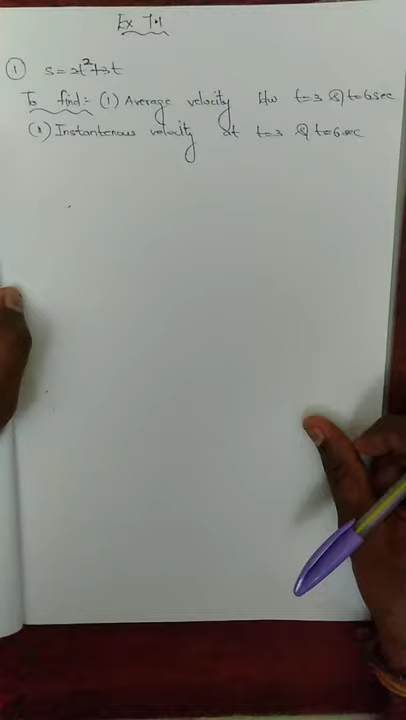 Ex 7.1
① s=2t²+3t
To find:- (i) Average velocity b/w t=3 & t=6 sec
(ii) Instantenous velocity at t=3 & t=6 sec